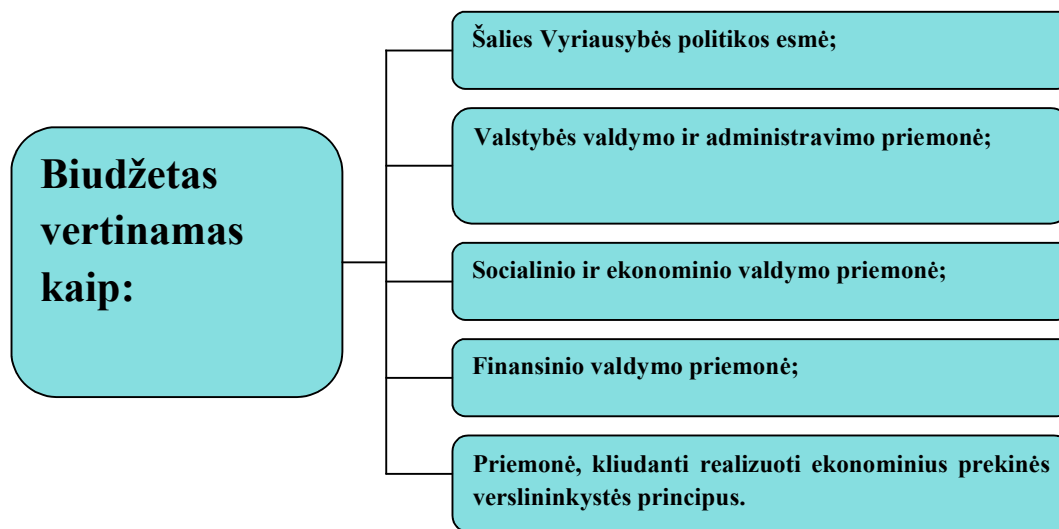 Biudžetas
vertinamas
kaip:
Šalies Vyriausybės politikos esmė;
Valstybės valdymo ir administravimo priemonė;
Socialinio ir ekonominio valdymo priemonė;
Finansinio valdymo priemonė;
Priemonė, kliudanti realizuoti ekonominius prekinės
verslininkystės principus.